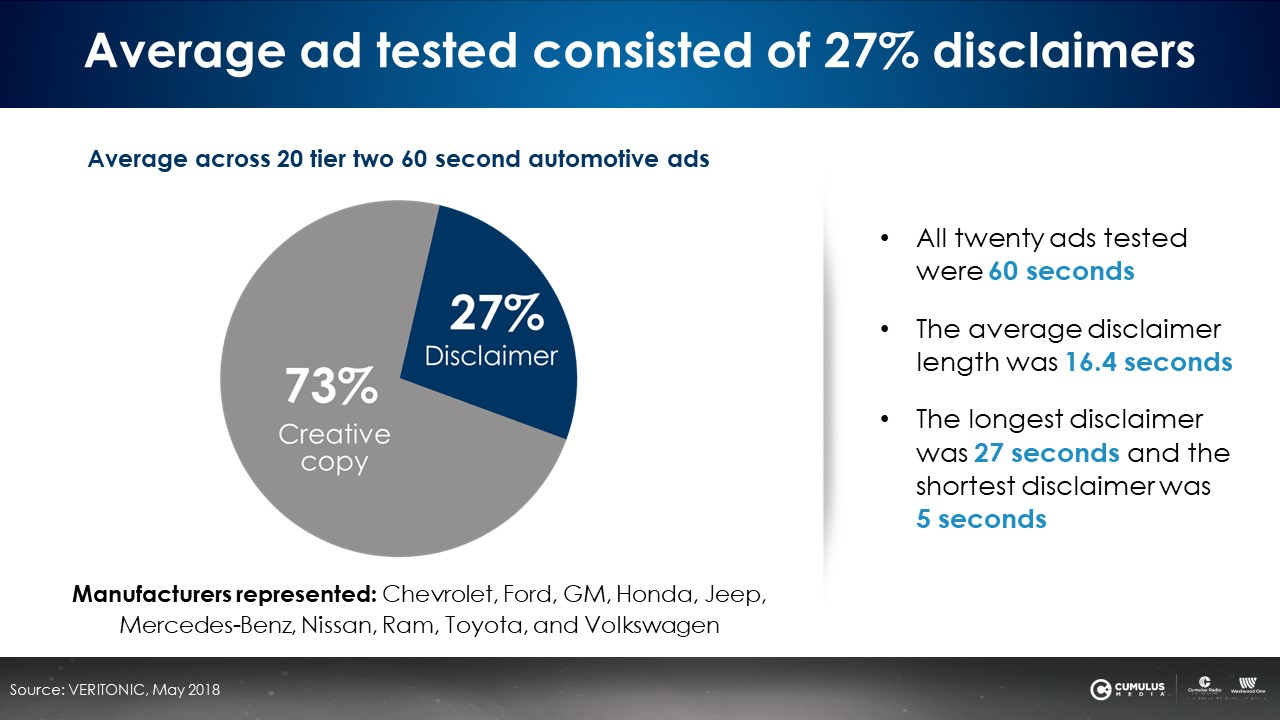 Average ad tested consisted of 27% disclaimers
Average across 20 tier two 60 second automotive ads
27%
Disclaimer
73%
Creative
copy
• All twenty ads tested
were 60 seconds
• The average disclaimer
length was 16.4 seconds
• The longest disclaimer
was 27 seconds and the
shortest disclaimer was
5 seconds
Manufacturers represented: Chevrolet, Ford, GM, Honda, Jeep,
Mercedes-Benz, Nissan, Ram, Toyota, and Volkswagen
Source: VERITONIC, May 2018
CUMULUS
MEDIA
Cumulus Radio
Westwood One